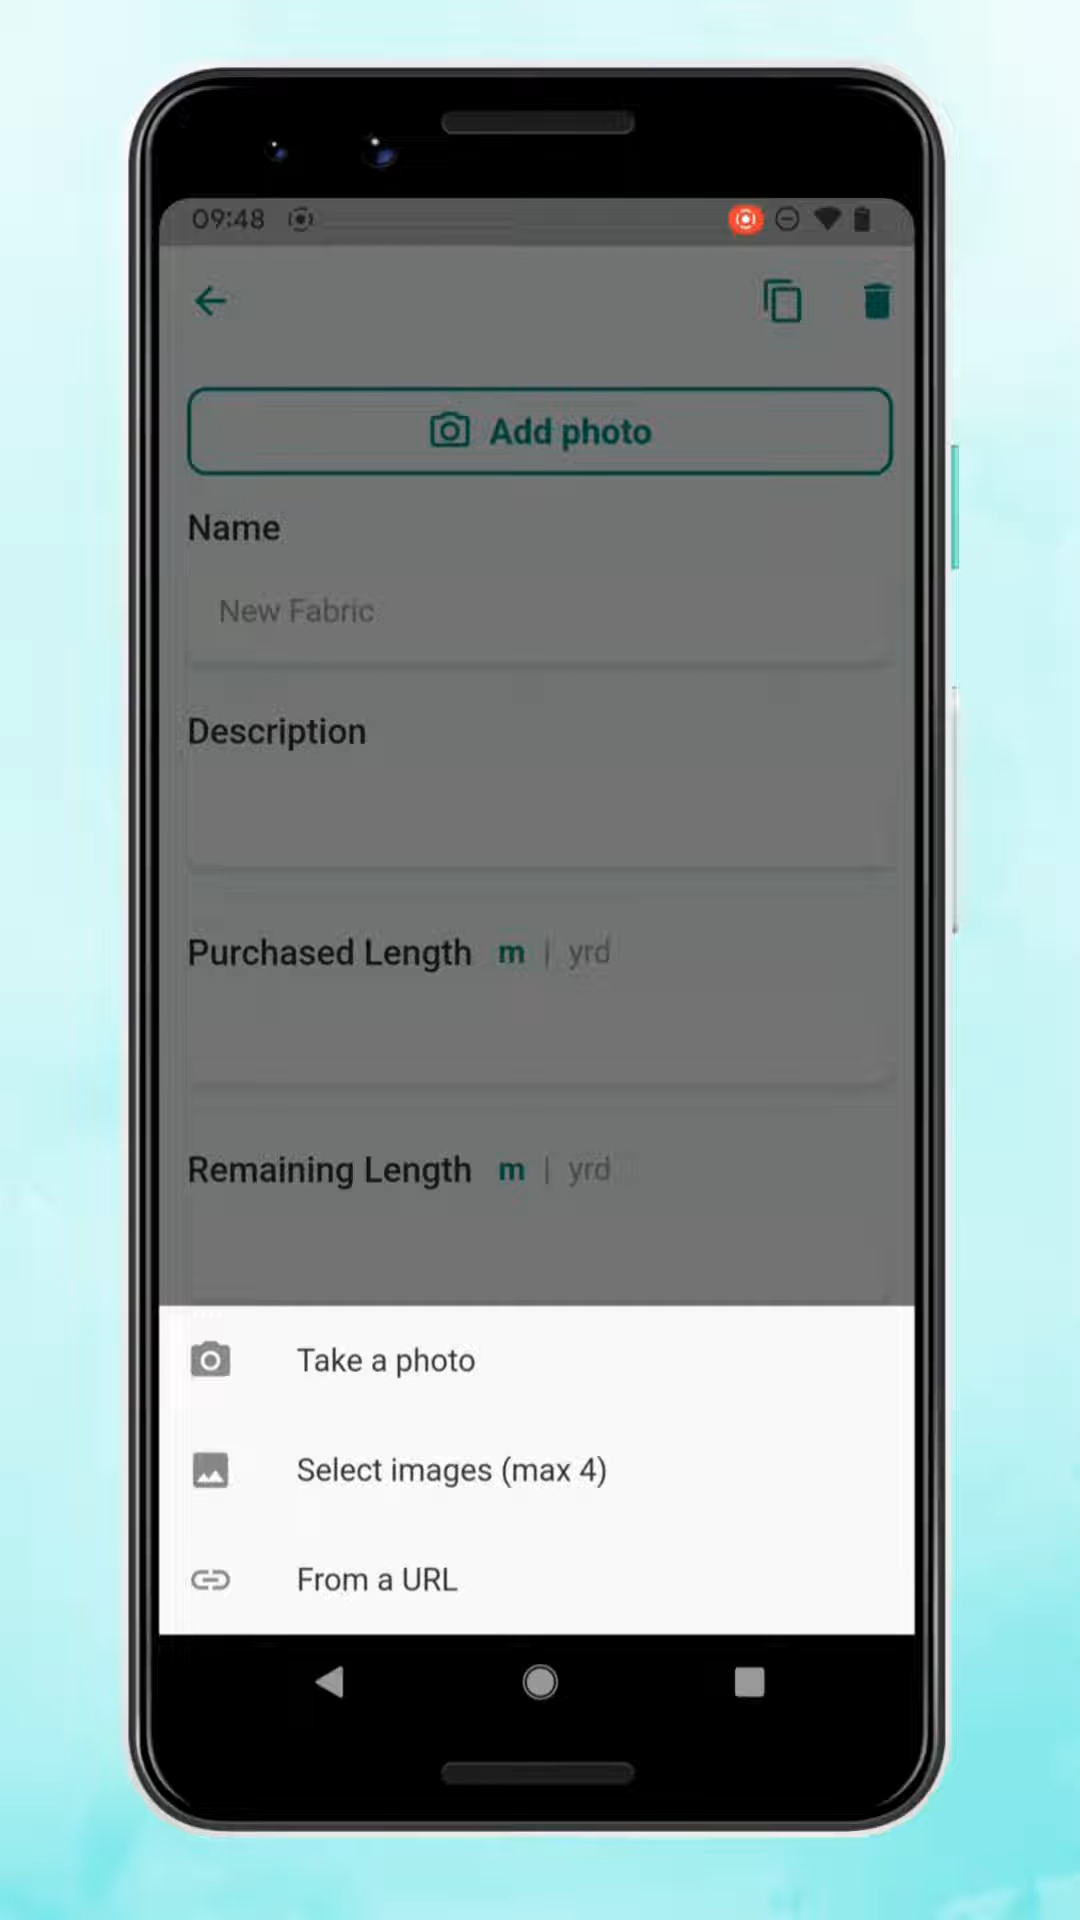 09:48
Add photo
Name
New Fabric
Description
Purchased Length m | yrd
Remaining Length m | yrd
Take a photo
Select images (max 4)
From a URL